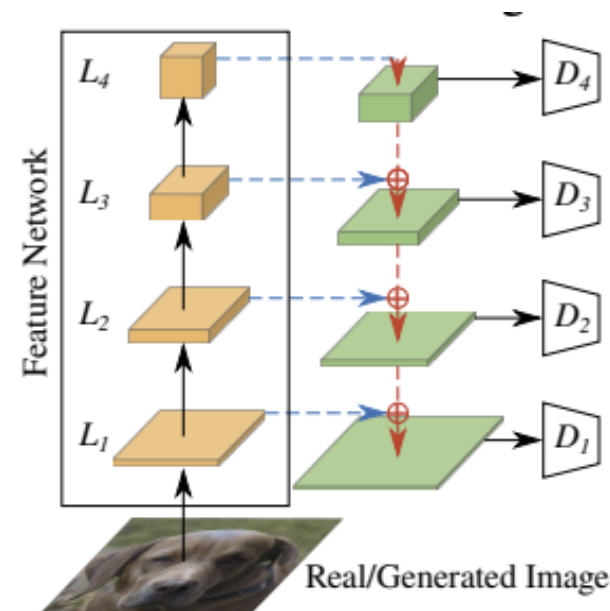 L4
D4
L3
D3
Feature Network
L2
D2
L1
D1
Real/Generated Image